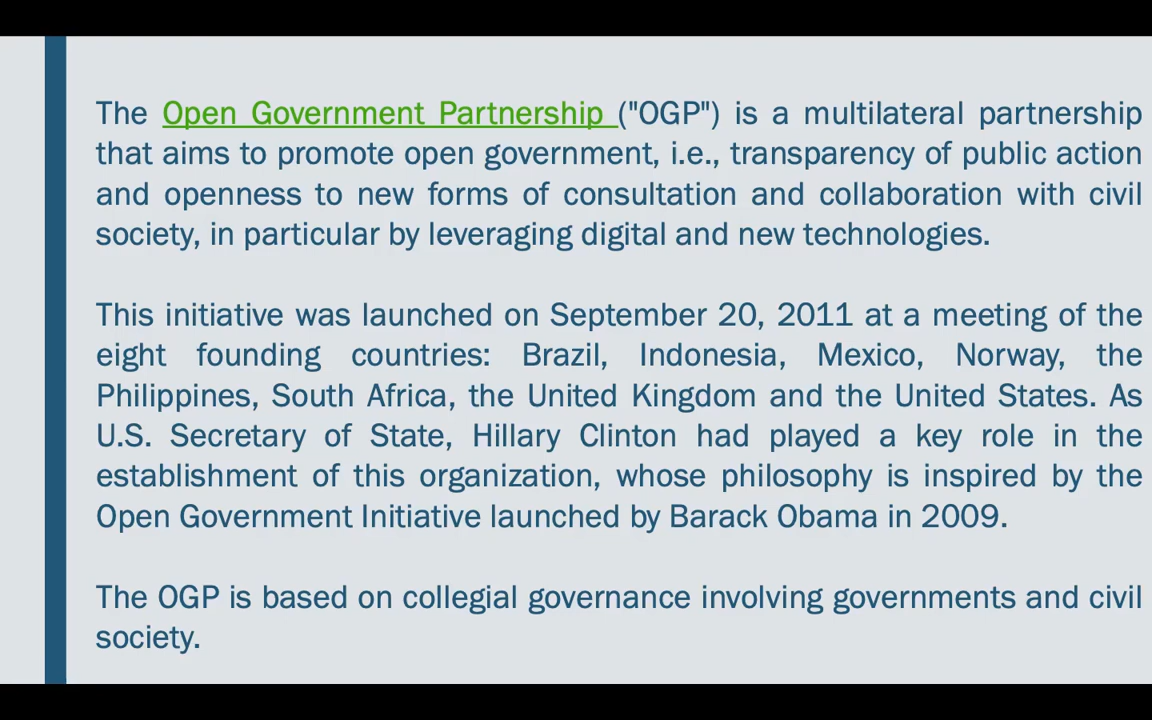 The Open Government Partnership ("OGP") is a multilateral partnership
that aims to promote open government, i.e., transparency of public action
and openness to new forms of consultation and collaboration with civil
society, in particular by leveraging digital and new technologies.
This initiative was launched on September 20, 2011 at a meeting of the
eight founding countries: Brazil, Indonesia, Mexico, Norway, the
Philippines, South Africa, the United Kingdom and the United States. As
U.S. Secretary of State, Hillary Clinton had played a key role in the
establishment of this organization, whose philosophy is inspired by the
Open Government Initiative launched by Barack Obama in 2009.
The OGP is based on collegial governance involving governments and civil
society.